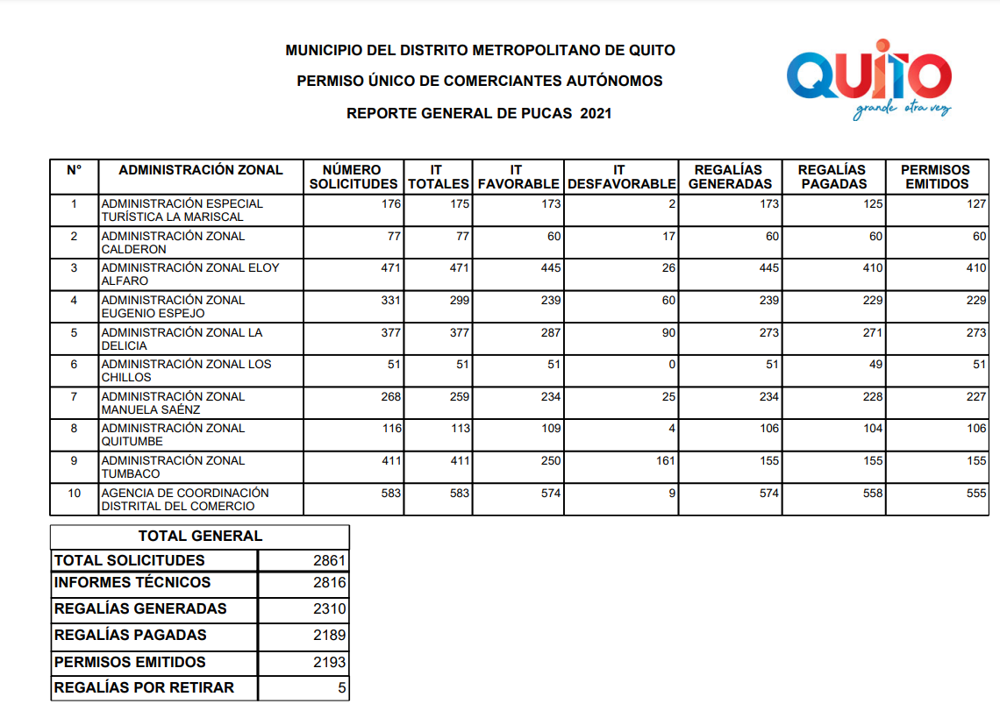 MUNICIPIO DEL DISTRITO METROPOLITANO DE QUITO
PERMISO ÚNICO DE COMERCIANTES AUTÓNOMOS
REPORTE GENERAL DE PUCAS 2021
QUITO
grande otra vez
N° ADMINISTRACIÓN ZONAL NÚMERO SOLICITUDES IT TOTALES IT FAVORABLE IT DESFAVORABLE REGALÍAS GENERADAS REGALÍAS PAGADAS PERMISOS EMITIDOS
1 ADMINISTRACIÓN ESPECIAL 176 175 173 2 173 125 127
TURÍSTICA LA MARISCAL
2 ADMINISTRACIÓN ZONAL 77 77 60 17 60 60 60
CALDERON
3 ADMINISTRACIÓN ZONAL ELOY 471 471 445 26 445 410 410
ALFARO
4 ADMINISTRACIÓN ZONAL 331 299 239 60 239 229 229
EUGENIO ESPEJO
5 ADMINISTRACIÓN ZONAL LA 377 377 287 90 273 271 273
DELICIA
6 ADMINISTRACIÓN ZONAL LOS 51 51 51 0 51 49 51
CHILLOS
7 ADMINISTRACIÓN ZONAL 268 259 234 25 234 228 227
MANUELA SAÉNZ
8 ADMINISTRACIÓN ZONAL 116 113 109 4 106 104 106
QUITUMBE
9 ADMINISTRACIÓN ZONAL 411 411 250 161 155 155 155
TUMBACO
10 AGENCIA DE COORDINACIÓN 583 583 574 9 574 558 555
DISTRITAL DEL COMERCIO
TOTAL GENERAL
TOTAL SOLICITUDES 2861
INFORMES TÉCNICOS 2816
REGALÍAS GENERADAS 2310
REGALÍAS PAGADAS 2189
PERMISOS EMITIDOS 2193
REGALÍAS POR RETIRAR 5